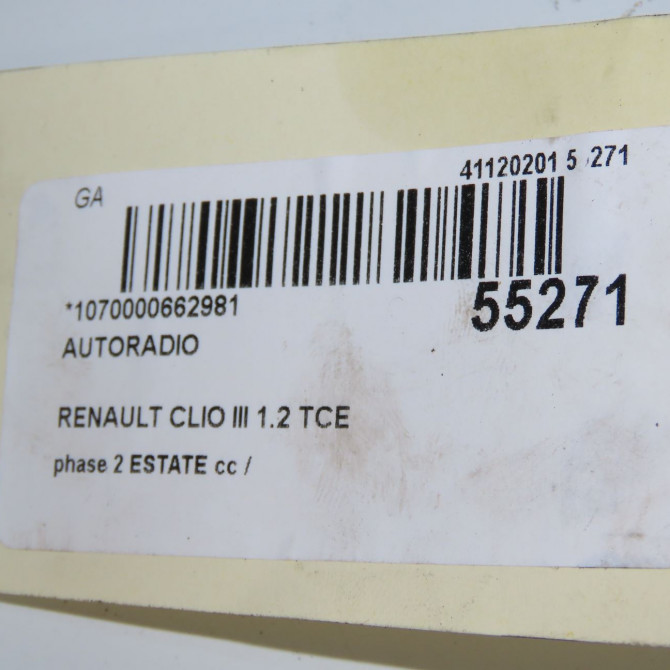 41120201 5 271
GA
*1070000662981
55271
AUTORADIO
RENAULT CLIO III 1.2 TCE
phase 2 ESTATE cc /